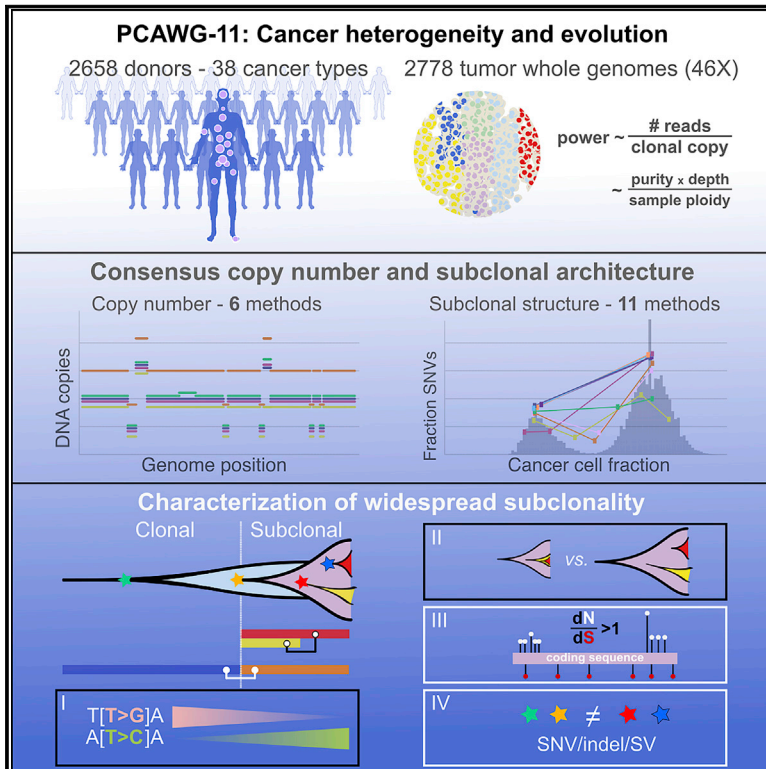 PCAWG-11: Cancer heterogeneity and evolution
2658 donors - 38 cancer types
2778 tumor whole genomes (46X)
power ~ # reads
clonal copy
~ purity x depth
sample ploidy
Consensus copy number and subclonal architecture
Copy number - 6 methods
Subclonal structure - 11 methods
DNA copies
Genome position
Fraction SNVs
Cancer cell fraction
Characterization of widespread subclonality
Clonal
Subclonal
I
T[T>G]A
A[T>C]A
II
vs.
III
dN
dS
>1
coding sequence
IV
≠
SNV/indel/SV